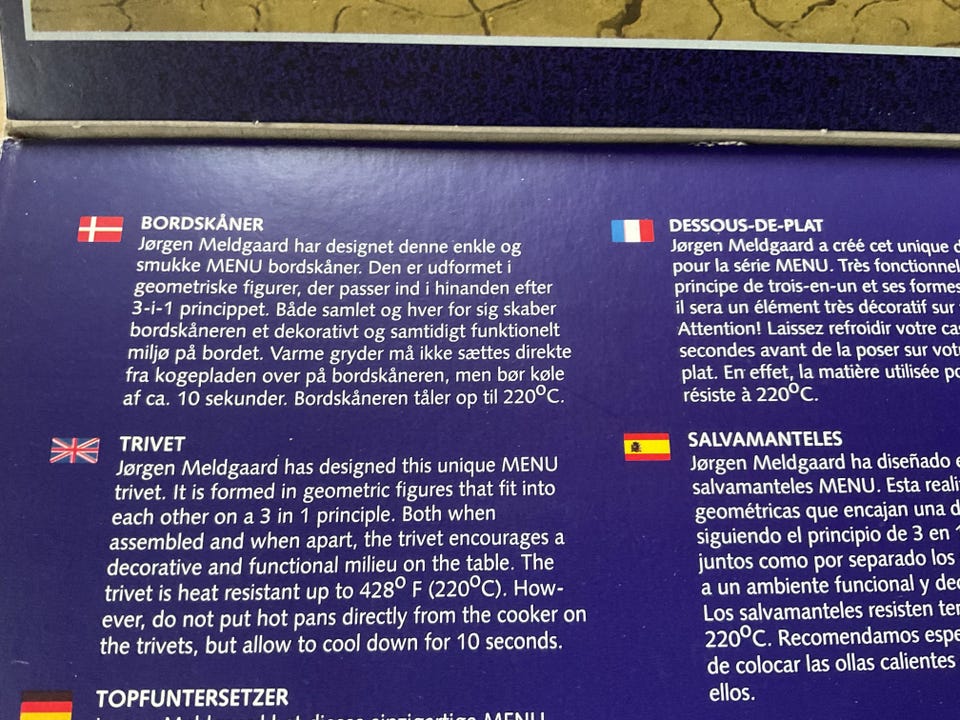 BORDSKÅNER
Jørgen Meldgaard har designet denne enkle og
smukke MENU bordskåner. Den er udformet i
geometriske figurer, der passer ind i hinanden efter
3-i-1 princippet. Både samlet og hver for sig skaber
bordskåneren et dekorativt og samtidigt funktionelt
miljø på bordet. Varme gryder må ikke sættes direkte
fra kogepladen over på bordskåneren, men bør køle
af ca. 10 sekunder. Bordskåneren tåler op til 220ºC.
TRIVET
Jørgen Meldgaard has designed this unique MENU
trivet. It is formed in geometric figures that fit into
each other on a 3 in 1 principle. Both when
assembled and when apart, the trivet encourages a
decorative and functional milieu on the table. The
trivet is heat resistant up to 428º F (220ºC). How-
ever, do not put hot pans directly from the cooker on
the trivets, but allow to cool down for 10 seconds.
TOPFUNTERSETZER
DESSOUS-DE-PLAT
Jørgen Meldgaard a créé cet unique
pour la série MENU. Très fonctionnel
principe de trois-en-un et ses formes
il sera un élément très décoratif sur
Attention! Laissez refroidir votre
secondes avant de la poser sur
plat. En effet, la matière utilisée
résiste à 220ºC.
SALVAMANTELES
Jørgen Meldgaard ha diseñado
salvamanteles MENU. Esta
geométricas que encajan una
siguiendo el principio de 3 en
juntos como por separado los
a un ambiente funcional y
Los salvamanteles resisten
220ºC. Recomendamos
de colocar las ollas calientes
ellos.